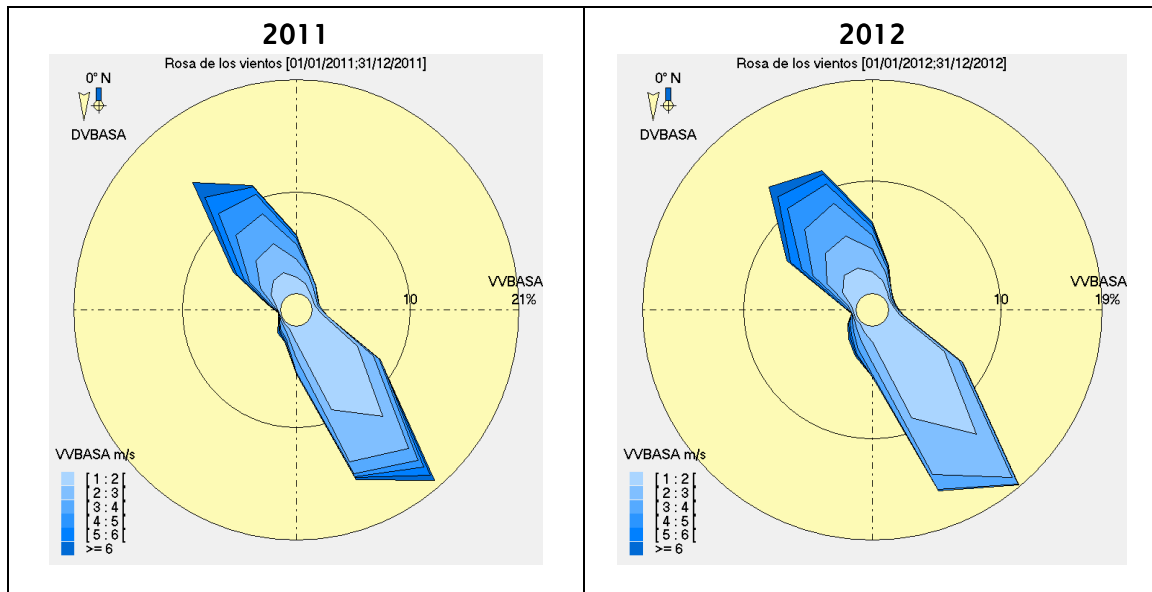 2011
Rosa de los vientos [01/01/2011;31/12/2011]
0° N
DVBASA
VVBASA
10
21%
VVBASA m/s
[ 1 : 2 [
[ 2 : 3 [
[ 3 : 4 [
[ 4 : 5 [
[ 5 : 6 [
>= 6
2012
Rosa de los vientos [01/01/2012;31/12/2012]
0° N
DVBASA
VVBASA
10
19%
VVBASA m/s
[ 1 : 2 [
[ 2 : 3 [
[ 3 : 4 [
[ 4 : 5 [
[ 5 : 6 [
>= 6